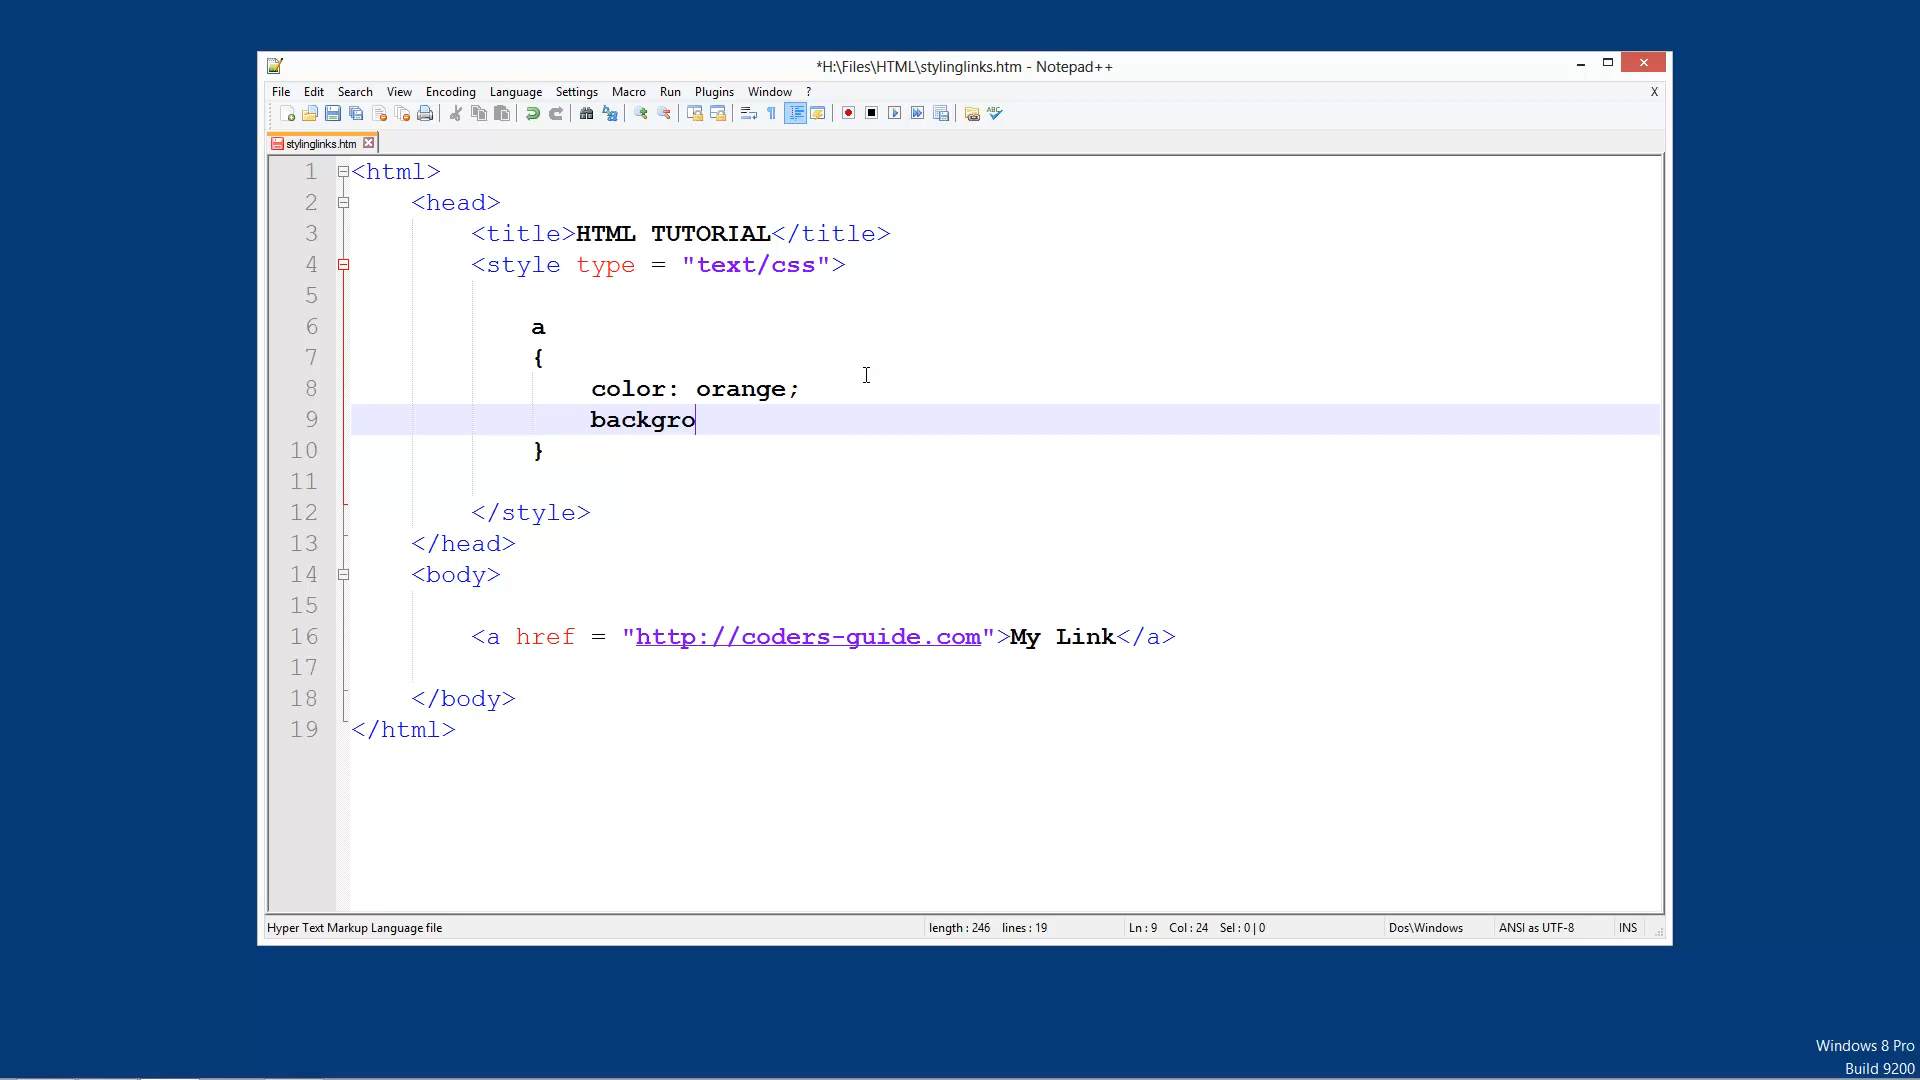 *H:\Files\HTML\stylinglinks.htm - Notepad++
File Edit Search View Encoding Language Settings Macro Run Plugins Window ? X
stylinglinks.htm
1 <html>
2 <head>
3 <title>HTML TUTORIAL</title>
4 <style type = "text/css">
5
6 a
7 {
8 color: orange;
9 backgro
10 }
11
12 </style>
13 </head>
14 <body>
15
16 <a href = "http://coders-guide.com">My Link</a>
17
18 </body>
19 </html>
Hyper Text Markup Language file length : 246 lines : 19 Ln : 9 Col : 24 Sel : 0 | 0 Dos\Windows ANSI as UTF-8 INS
Windows 8 Pro
Build 9200